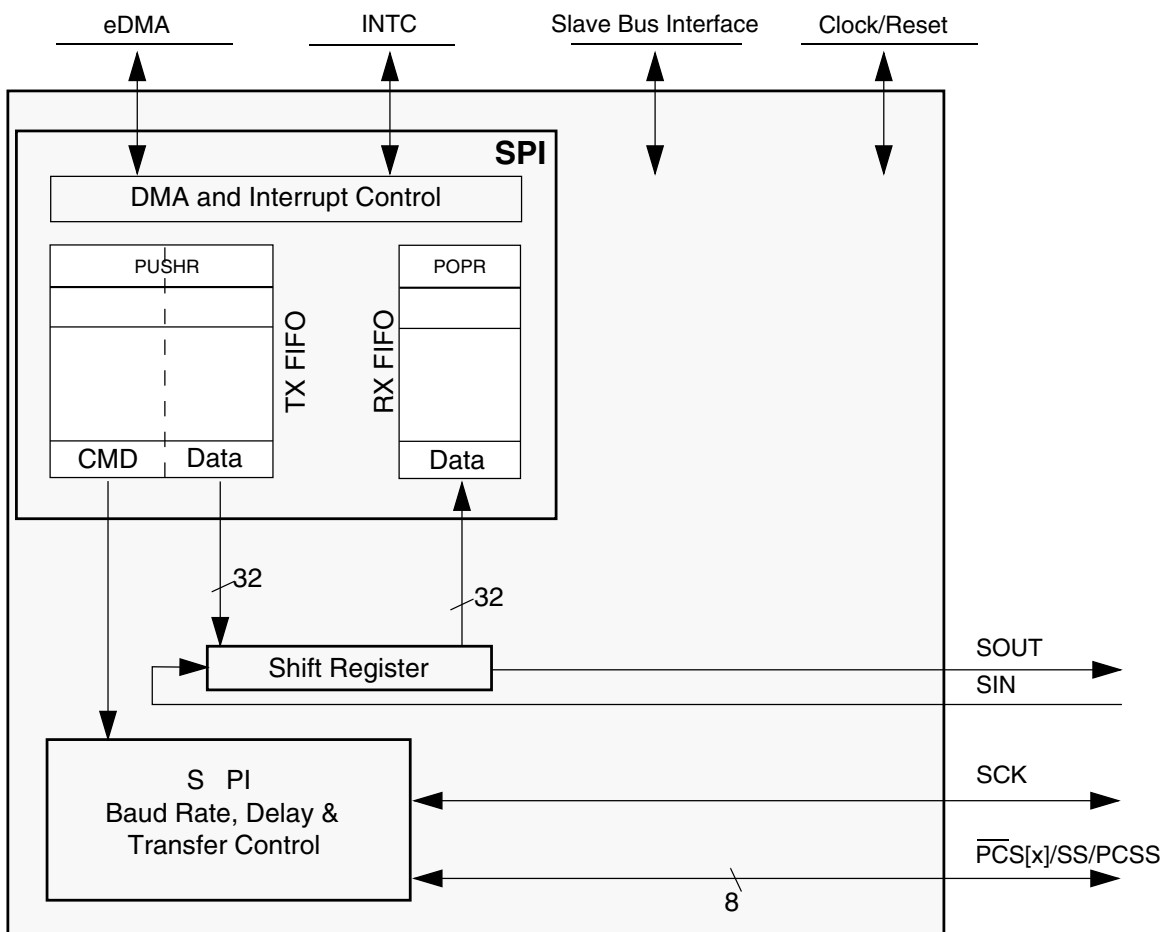 eDMA
INTC
Slave Bus Interface
Clock/Reset
SPI
DMA and Interrupt Control
PUSHR
POPR
TX FIFO
RX FIFO
CMD
Data
Data
32
32
Shift Register
SOUT
SIN
S PI
Baud Rate, Delay &
Transfer Control
SCK
PCS[x]/SS/PCSS
8